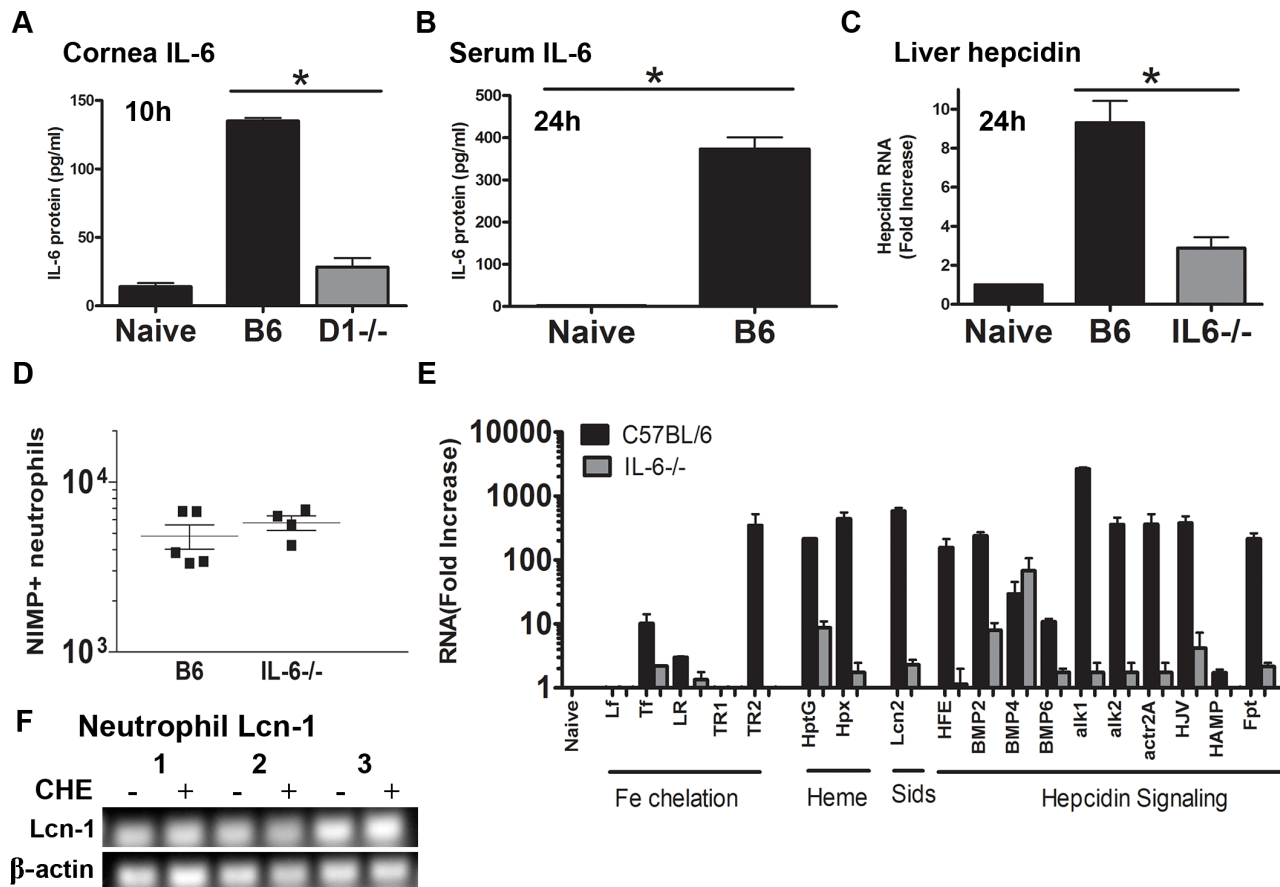 A
Cornea IL-6
*
10h
IL-6 protein (pg/ml)
150
100
50
0
Naive B6 D1-/-
B
Serum IL-6
*
24h
IL-6 protein (pg/ml)
500
400
300
200
100
0
Naive B6
C
Liver hepcidin
*
24h
Hepcidin RNA
(Fold Increase)
10
8
6
4
2
0
Naive B6 IL6-/-
D
NIMP+ neutrophils
10⁴
10³
B6 IL-6-/-
E
RNA(Fold Increase)
10000
1000
100
10
1
C57BL/6
IL-6-/-
Naive Lf Tf LR TR1 TR2 HptG Hpx Lcn2 HFE BMP2 BMP4 BMP6 alk1 alk2 actr2A HJV HAMP Fpt
Fe chelation Heme Sids Hepcidin Signaling
F
Neutrophil Lcn-1
1 2 3
CHE - + - + - +
Lcn-1
β-actin